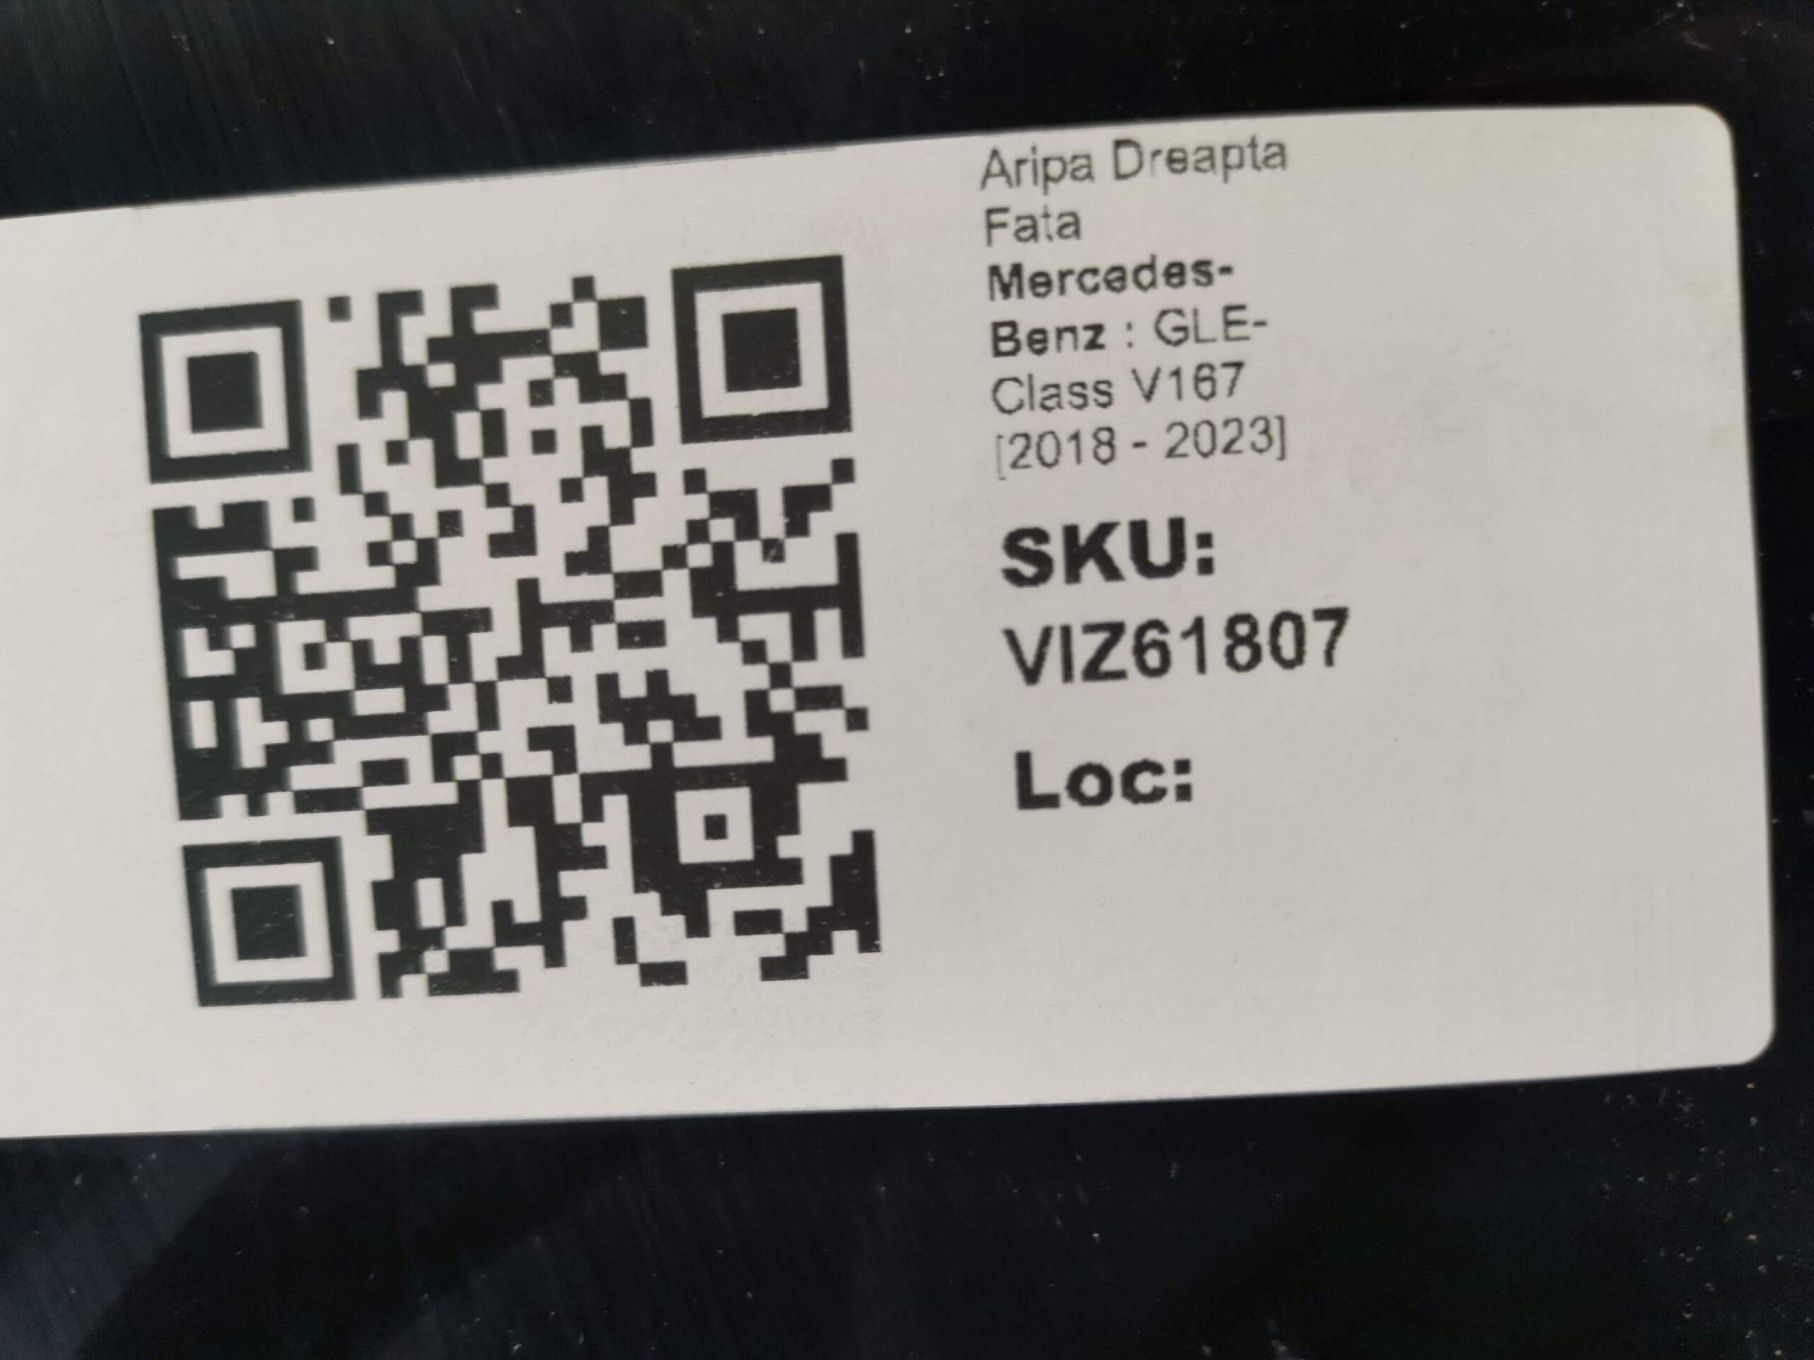 Aripa Dreapta
Fata
Mercedes-
Benz : GLE-
Class V167
[2018 - 2023]
SKU:
VIZ61807
Loc: